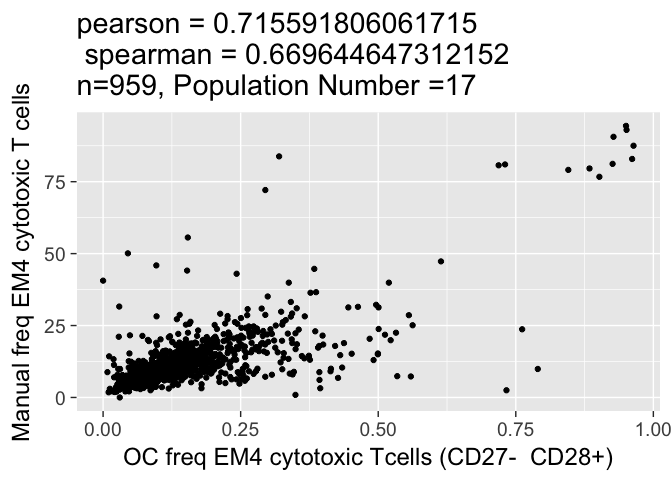 pearson = 0.715591806061715
spearman = 0.669644647312152
n=959, Population Number =17
Manual freq EM4 cytotoxic T cells
75
50
25
0
0.00 0.25 0.50 0.75 1.00
OC freq EM4 cytotoxic Tcells (CD27-  CD28+)